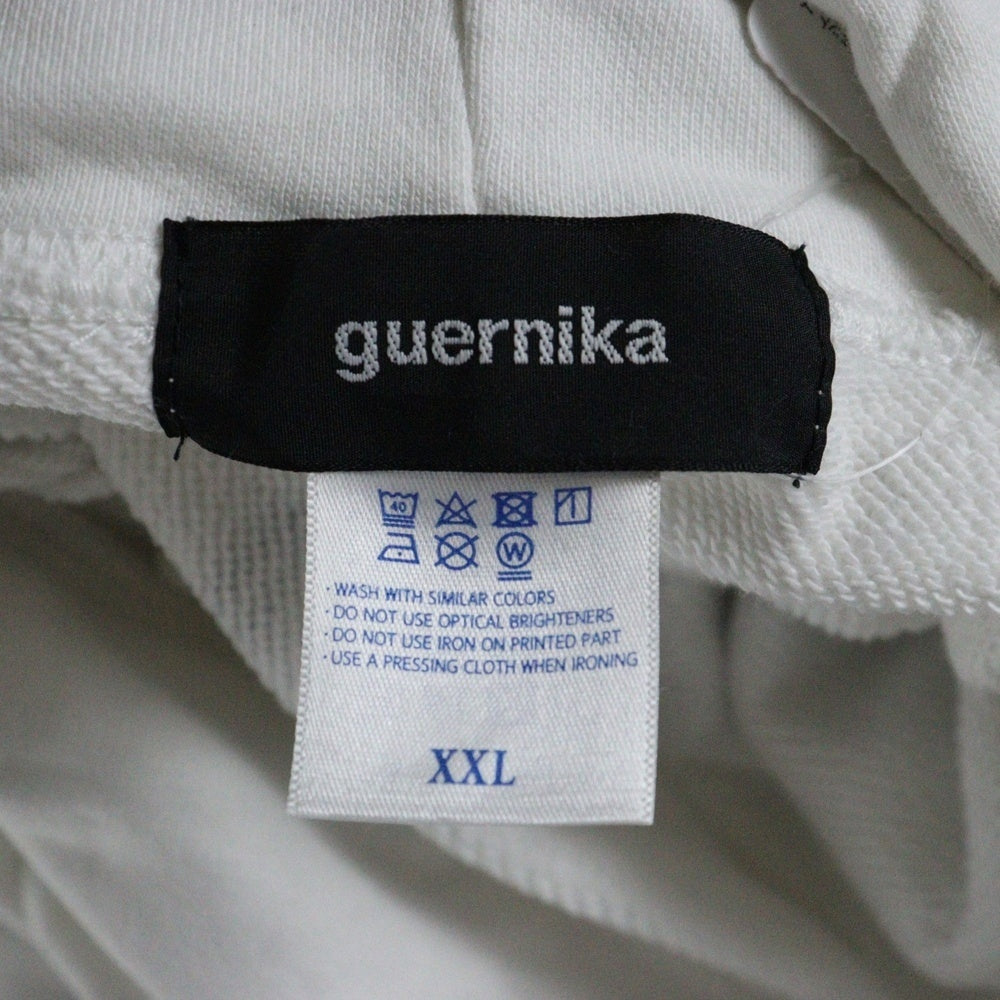 guernika
40
W
· WASH WITH SIMILAR COLORS
· DO NOT USE OPTICAL BRIGHTENERS
· DO NOT USE IRON ON PRINTED PART
· USE A PRESSING CLOTH WHEN IRONING
XXL